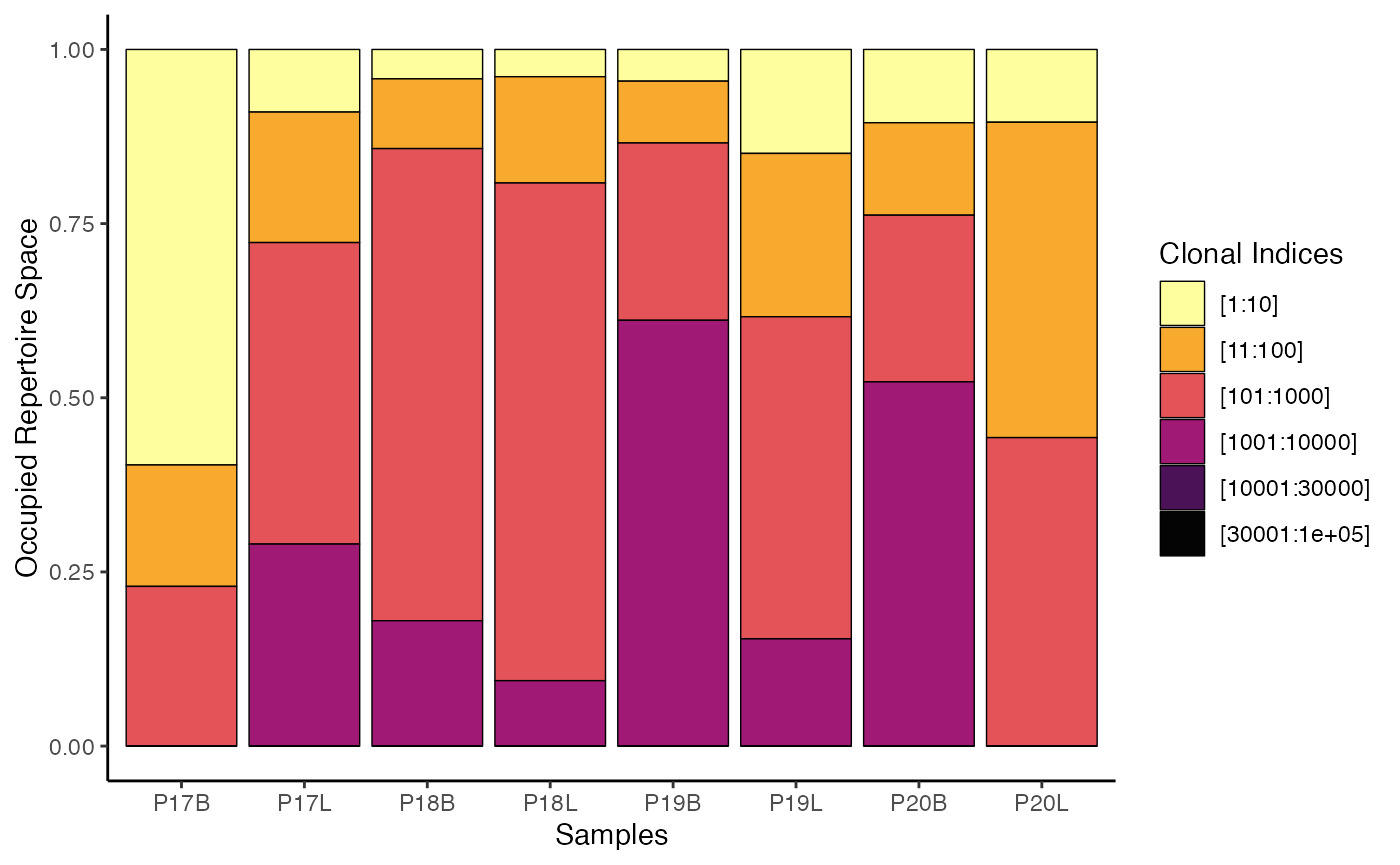 Occupied Repertoire Space
1.00
0.75
0.50
0.25
0.00
P17B P17L P18B P18L P19B P19L P20B P20L
Samples
Clonal Indices
[1:10]
[11:100]
[101:1000]
[1001:10000]
[10001:30000]
[30001:1e+05]